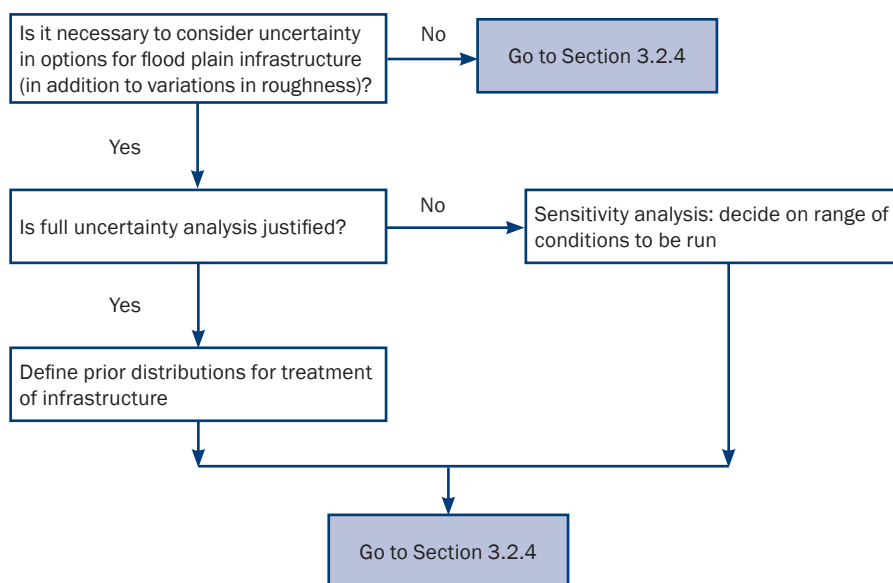 Is it necessary to consider uncertainty
in options for flood plain infrastructure
(in addition to variations in roughness)?
No
Go to Section 3.2.4
Yes
Is full uncertainty analysis justified?
No
Sensitivity analysis: decide on range of
conditions to be run
Yes
Define prior distributions for treatment
of infrastructure
Go to Section 3.2.4